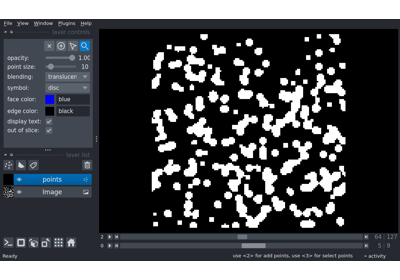 File View Window Plugins Help
layer controls
opacity: 1.00
point size: 10
blending: translucen
symbol: disc
face color: blue
edge color: black
display text:
out of slice:
layer list
points
Image
2 64 127
0 5 9
Ready use <2> for add points, use <3> for select points activity